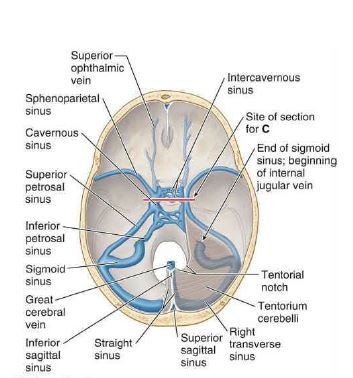 Superior
ophthalmic
vein
Sphenoparietal
sinus
Cavernous
sinus
Superior
petrosal
sinus
Inferior
petrosal
sinus
Sigmoid
sinus
Great
cerebral
vein
Inferior
sagittal
sinus
Straight
sinus
Superior
sagittal
sinus
Right
transverse
sinus
Tentorium
cerebelli
Tentorial
notch
End of sigmoid
sinus; beginning
of internal
jugular vein
Site of section
for C
Intercavernous
sinus